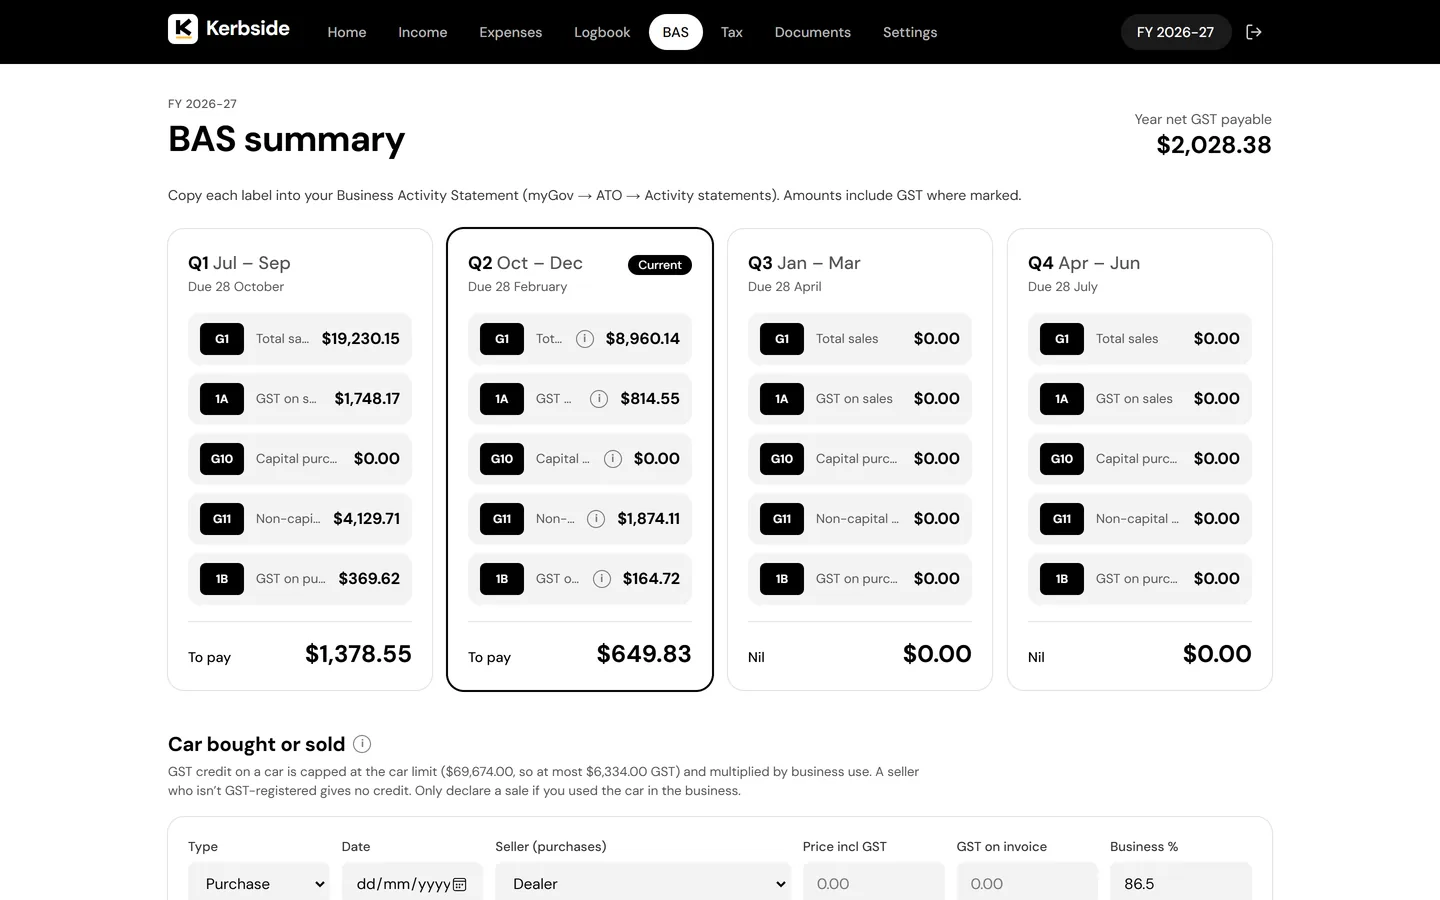 Kerbside Home Income Expenses Logbook BAS Tax Documents Settings FY 2026-27
FY 2026-27
BAS summary
Year net GST payable
$2,028.38
Copy each label into your Business Activity Statement (myGov → ATO → Activity statements). Amounts include GST where marked.
Q1 Jul – Sep
Due 28 October
G1 Total sa... $19,230.15
1A GST on s... $1,748.17
G10 Capital purc... $0.00
G11 Non-capi... $4,129.71
1B GST on pu... $369.62
To pay $1,378.55
Q2 Oct – Dec Current
Due 28 February
G1 Tot... $8,960.14
1A GST ... $814.55
G10 Capital ... $0.00
G11 Non-... $1,874.11
1B GST o... $164.72
To pay $649.83
Q3 Jan – Mar
Due 28 April
G1 Total sales $0.00
1A GST on sales $0.00
G10 Capital purc... $0.00
G11 Non-capital ... $0.00
1B GST on purc... $0.00
Nil $0.00
Q4 Apr – Jun
Due 28 July
G1 Total sales $0.00
1A GST on sales $0.00
G10 Capital purc... $0.00
G11 Non-capital ... $0.00
1B GST on purc... $0.00
Nil $0.00
Car bought or sold
GST credit on a car is capped at the car limit ($69,674.00, so at most $6,334.00 GST) and multiplied by business use. A seller
who isn't GST-registered gives no credit. Only declare a sale if you used the car in the business.
Type Date Seller (purchases) Price incl GST GST on invoice Business %
Purchase dd/mm/yyyy Dealer 0.00 0.00 86.5